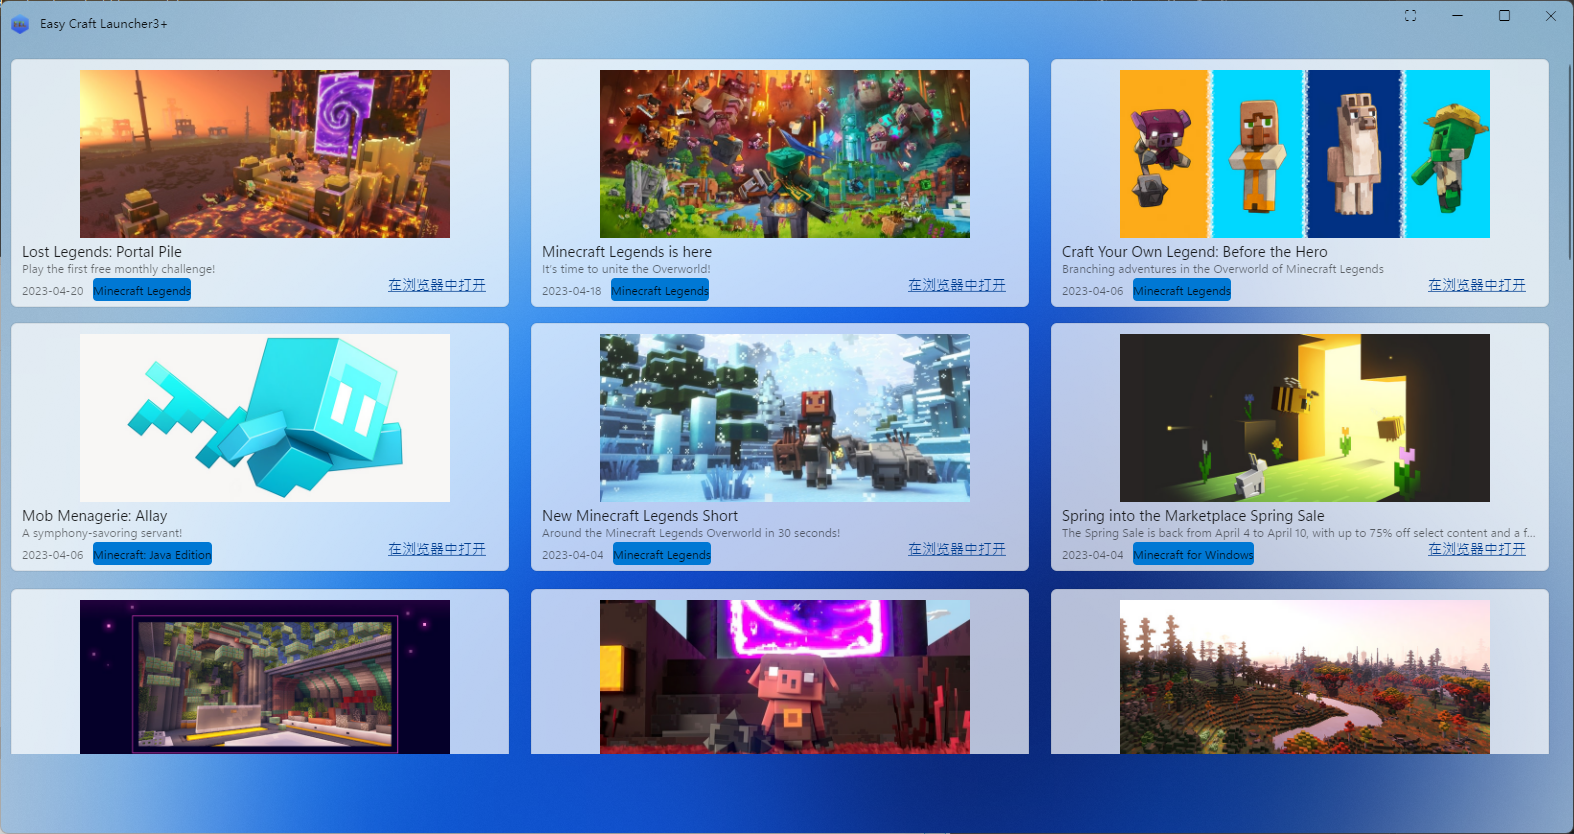 Easy Craft Launcher3+
Lost Legends: Portal Pile
Play the first free monthly challenge!
2023-04-20 Minecraft Legends 在浏览器中打开
Minecraft Legends is here
It's time to unite the Overworld!
2023-04-18 Minecraft Legends 在浏览器中打开
Craft Your Own Legend: Before the Hero
Branching adventures in the Overworld of Minecraft Legends
2023-04-06 Minecraft Legends 在浏览器中打开
Mob Menagerie: Allay
A symphony-savoring servant!
2023-04-06 Minecraft: Java Edition 在浏览器中打开
New Minecraft Legends Short
Around the Minecraft Legends Overworld in 30 seconds!
2023-04-04 Minecraft Legends 在浏览器中打开
Spring into the Marketplace Spring Sale
The Spring Sale is back from April 4 to April 10, with up to 75% off select content and a f...
2023-04-04 Minecraft for Windows 在浏览器中打开